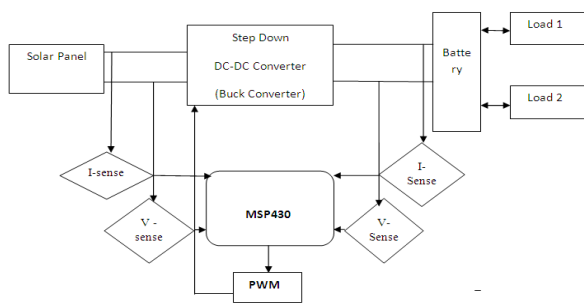 Solar Panel
Step Down
DC-DC Converter
(Buck Converter)
Batte
ry
Load 1
Load 2
I-sense
V -
sense
MSP430
I-
Sense
V-
Sense
PWM